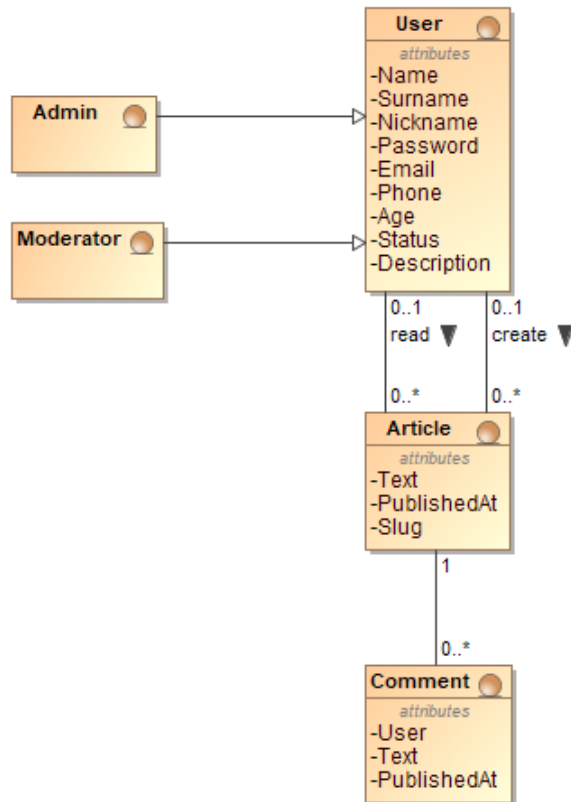 User
attributes
-Name
-Surname
-Nickname
-Password
-Email
-Phone
-Age
-Status
-Description
Admin
Moderator
0..1 0..1
read create
0..* 0..*
Article
attributes
-Text
-PublishedAt
-Slug
1
0..*
Comment
attributes
-User
-Text
-PublishedAt